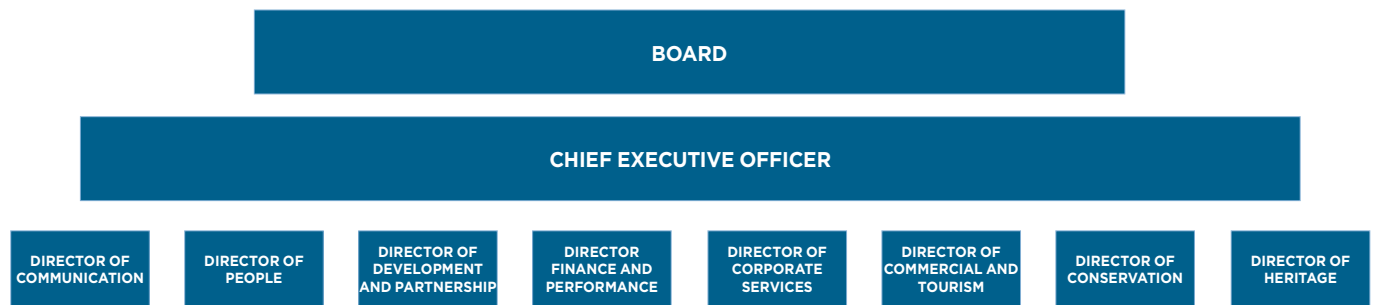 BOARD
CHIEF EXECUTIVE OFFICER
DIRECTOR OF
COMMUNICATION
DIRECTOR OF
PEOPLE
DIRECTOR OF
DEVELOPMENT
AND PARTNERSHIP
DIRECTOR
FINANCE AND
PERFORMANCE
DIRECTOR OF
CORPORATE
SERVICES
DIRECTOR OF
COMMERCIAL AND
TOURISM
DIRECTOR OF
CONSERVATION
DIRECTOR OF
HERITAGE